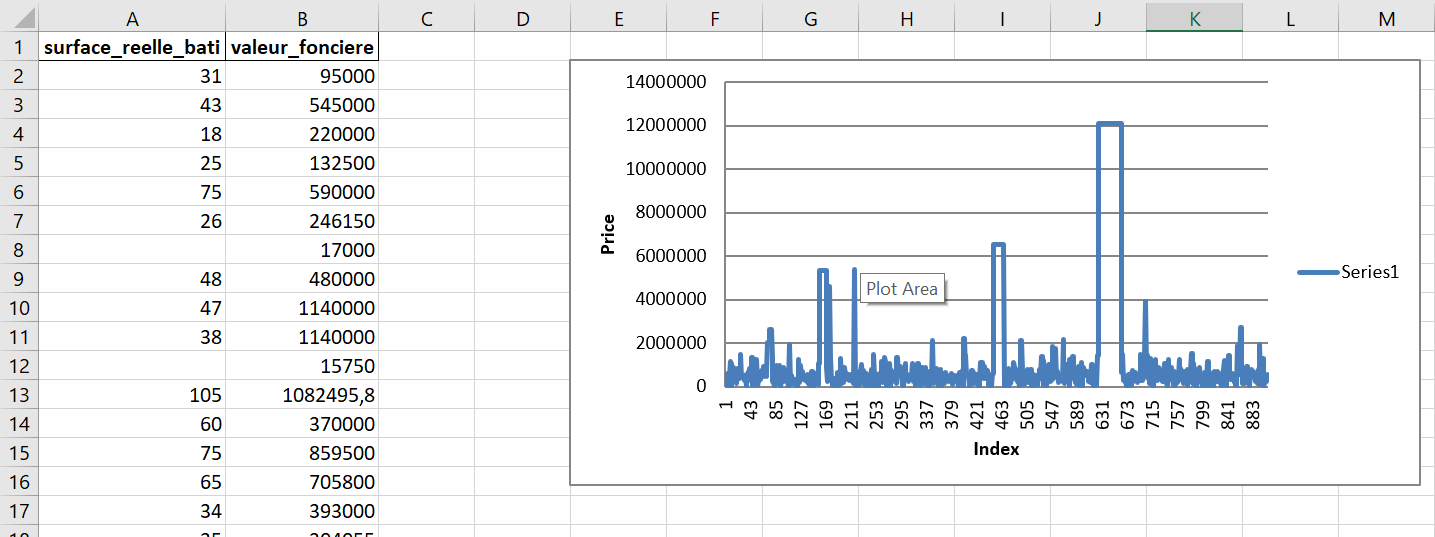 A B C D E F G H I J K L M
1 surface_reelle_bati valeur_fonciere
2 31 95000
3 43 545000
4 18 220000
5 25 132500
6 75 590000
7 26 246150
8 17000
9 48 480000
10 47 1140000
11 38 1140000
12 15750
13 105 1082495,8
14 60 370000
15 75 859500
16 65 705800
17 34 393000
14000000
12000000
10000000
8000000
6000000
4000000
2000000
0
Price
Plot Area
Series1
1 43 85 127 169 211 253 295 337 379 421 463 505 547 589 631 673 715 757 799 841 883
Index